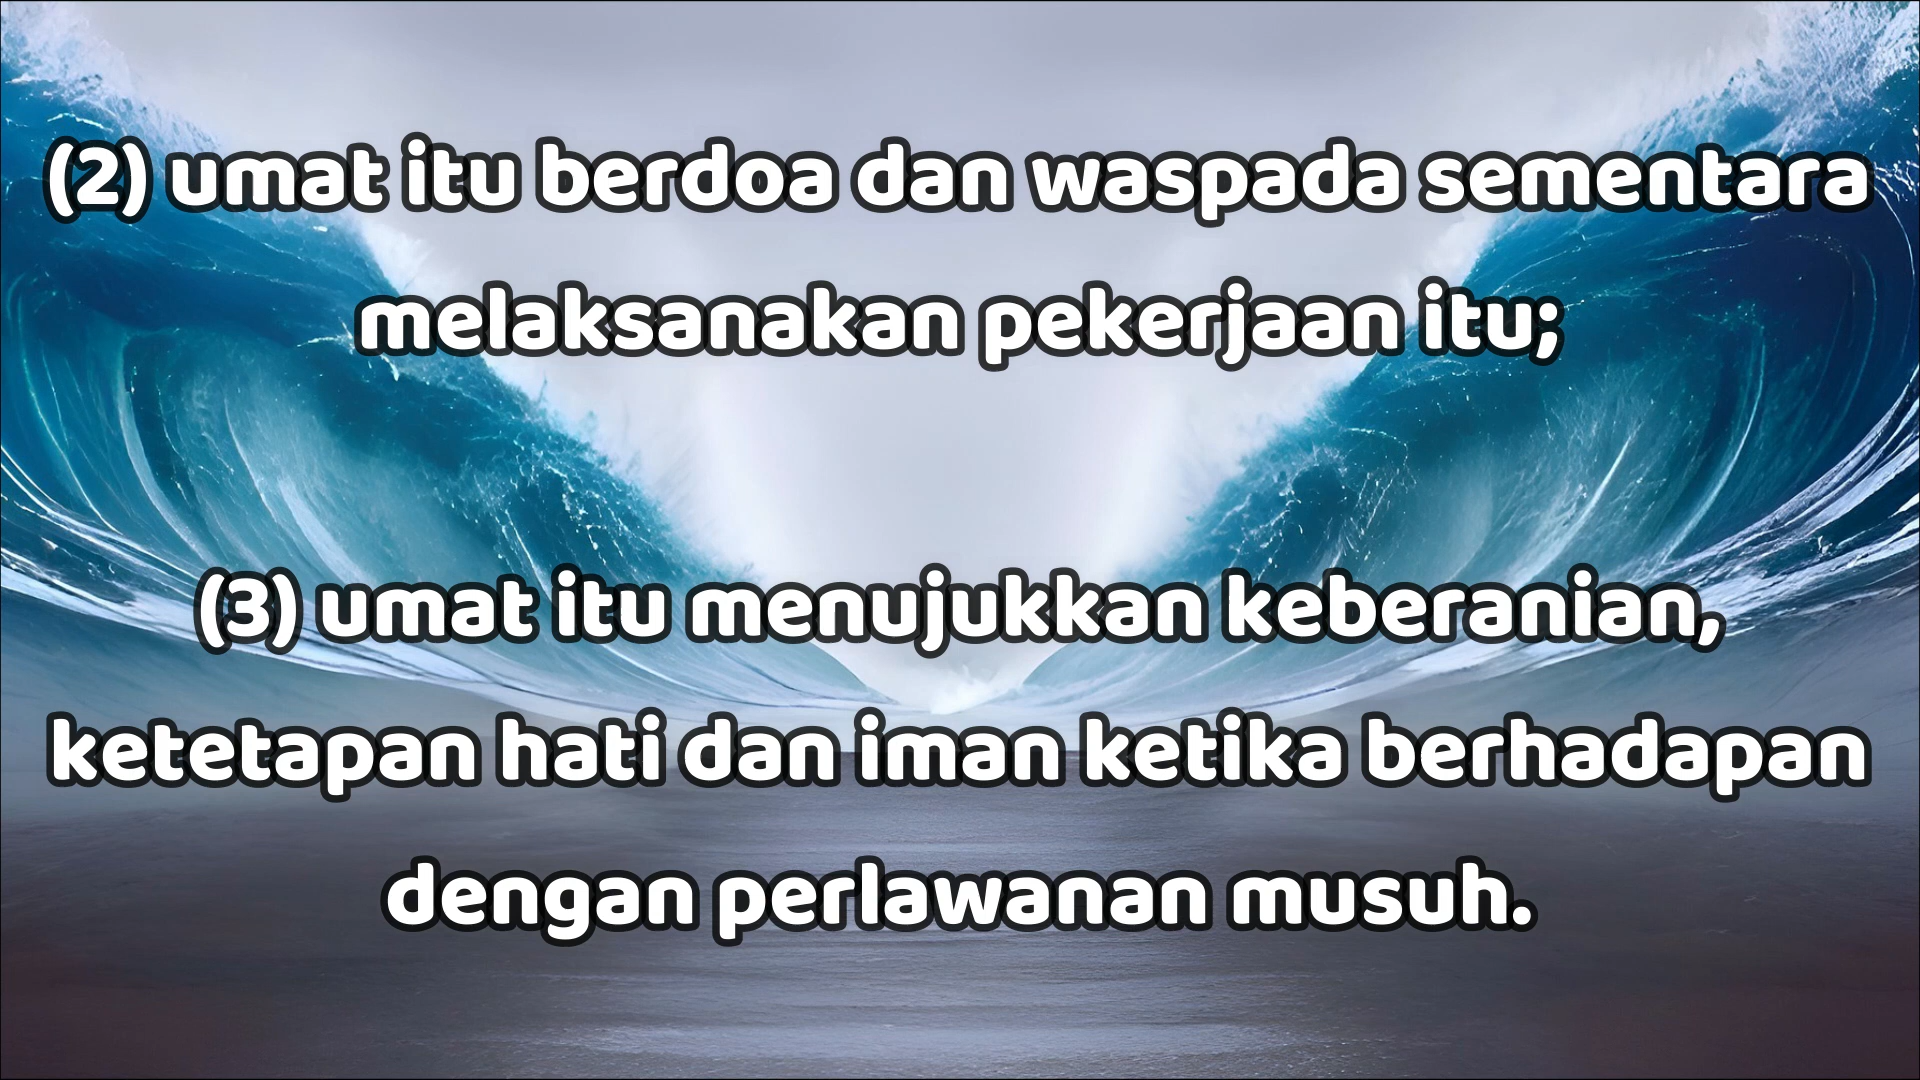 (2) umat itu berdoa dan waspada sementara
melaksanakan pekerjaan itu;
(3) umat itu menujukkan keberanian,
ketetapan hati dan iman ketika berhadapan
dengan perlawanan musuh.